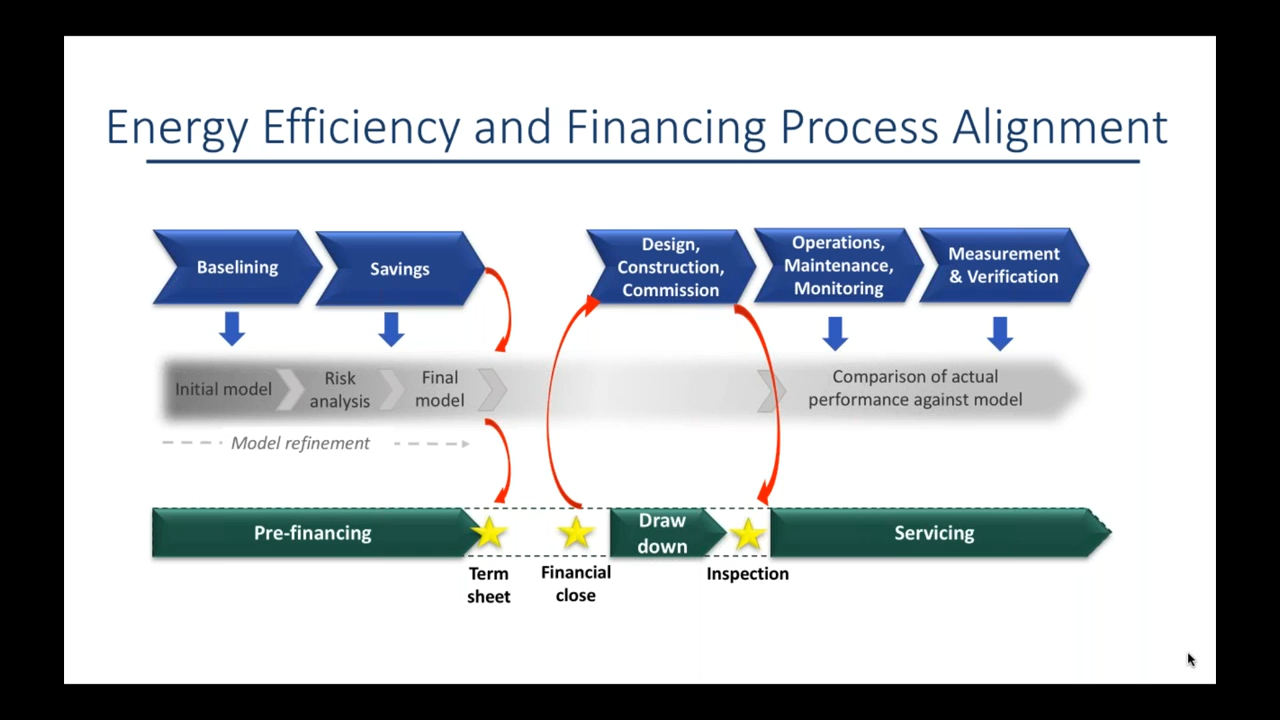 Energy Efficiency and Financing Process Alignment
Baselining
Savings
Design,
Construction,
Commission
Operations,
Maintenance,
Monitoring
Measurement
& Verification
Initial model
Risk
analysis
Final
model
Comparison of actual
performance against model
Model refinement
Pre-financing
Draw
down
Servicing
Term
sheet
Financial
close
Inspection